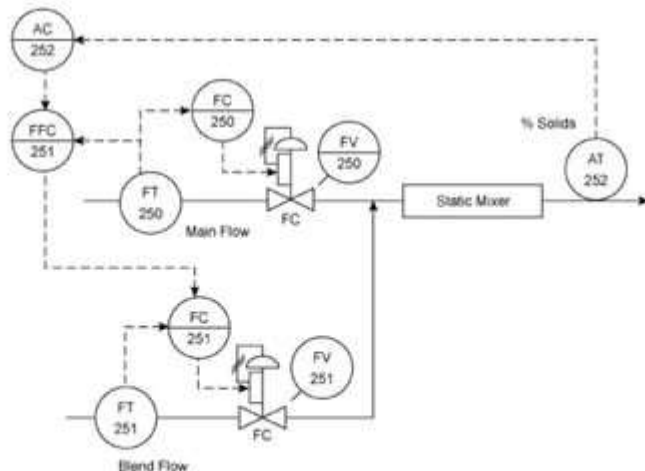 AC
252
FC
250
FFC
251
FV
250
% Solids
AT
252
FT
250
Static Mixer
FC
Main Flow
FC
251
FV
251
FT
251
FC
Blend Flow